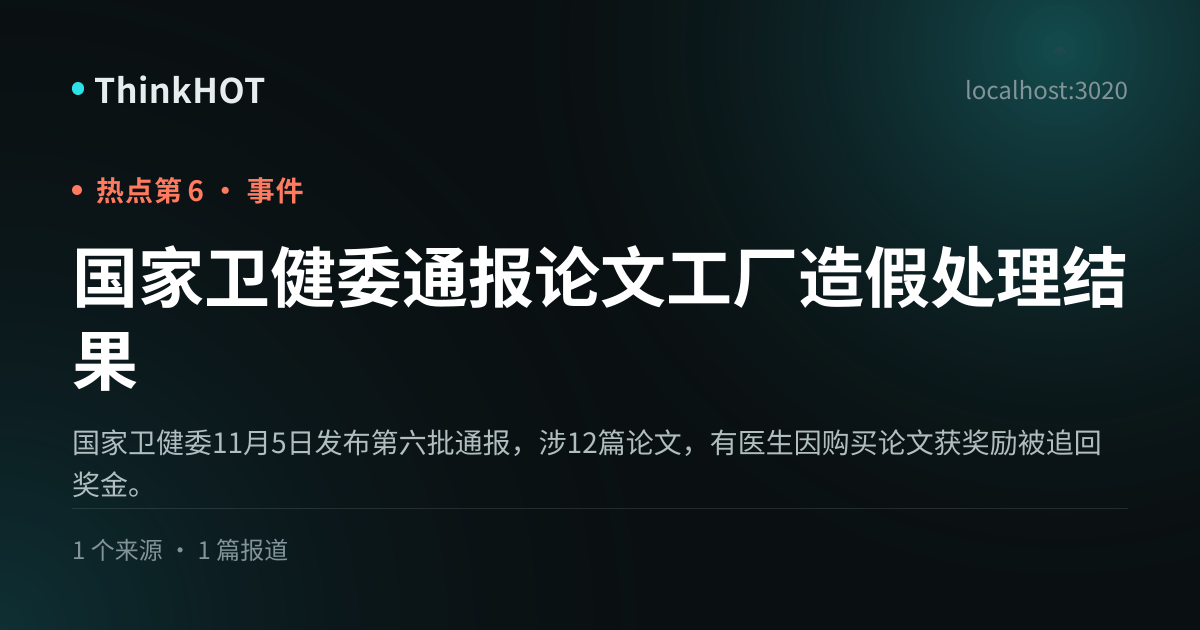 ThinkHOT
localhost:3020
热点第 6 · 事件
国家卫健委通报论文工厂造假处理结
果
国家卫健委11月5日发布第六批通报，涉12篇论文，有医生因购买论文获奖励被追回
奖金。
1 个来源 · 1 篇报道